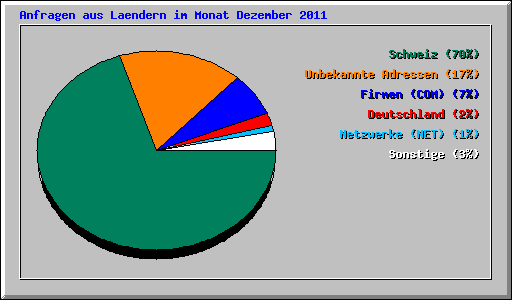 Anfragen aus Laendern im Monat Dezember 2011
Schweiz (70%)
Unbekannte Adressen (17%)
Firmen (COM) (7%)
Deutschland (2%)
Netzwerke (NET) (1%)
Sonstige (3%)